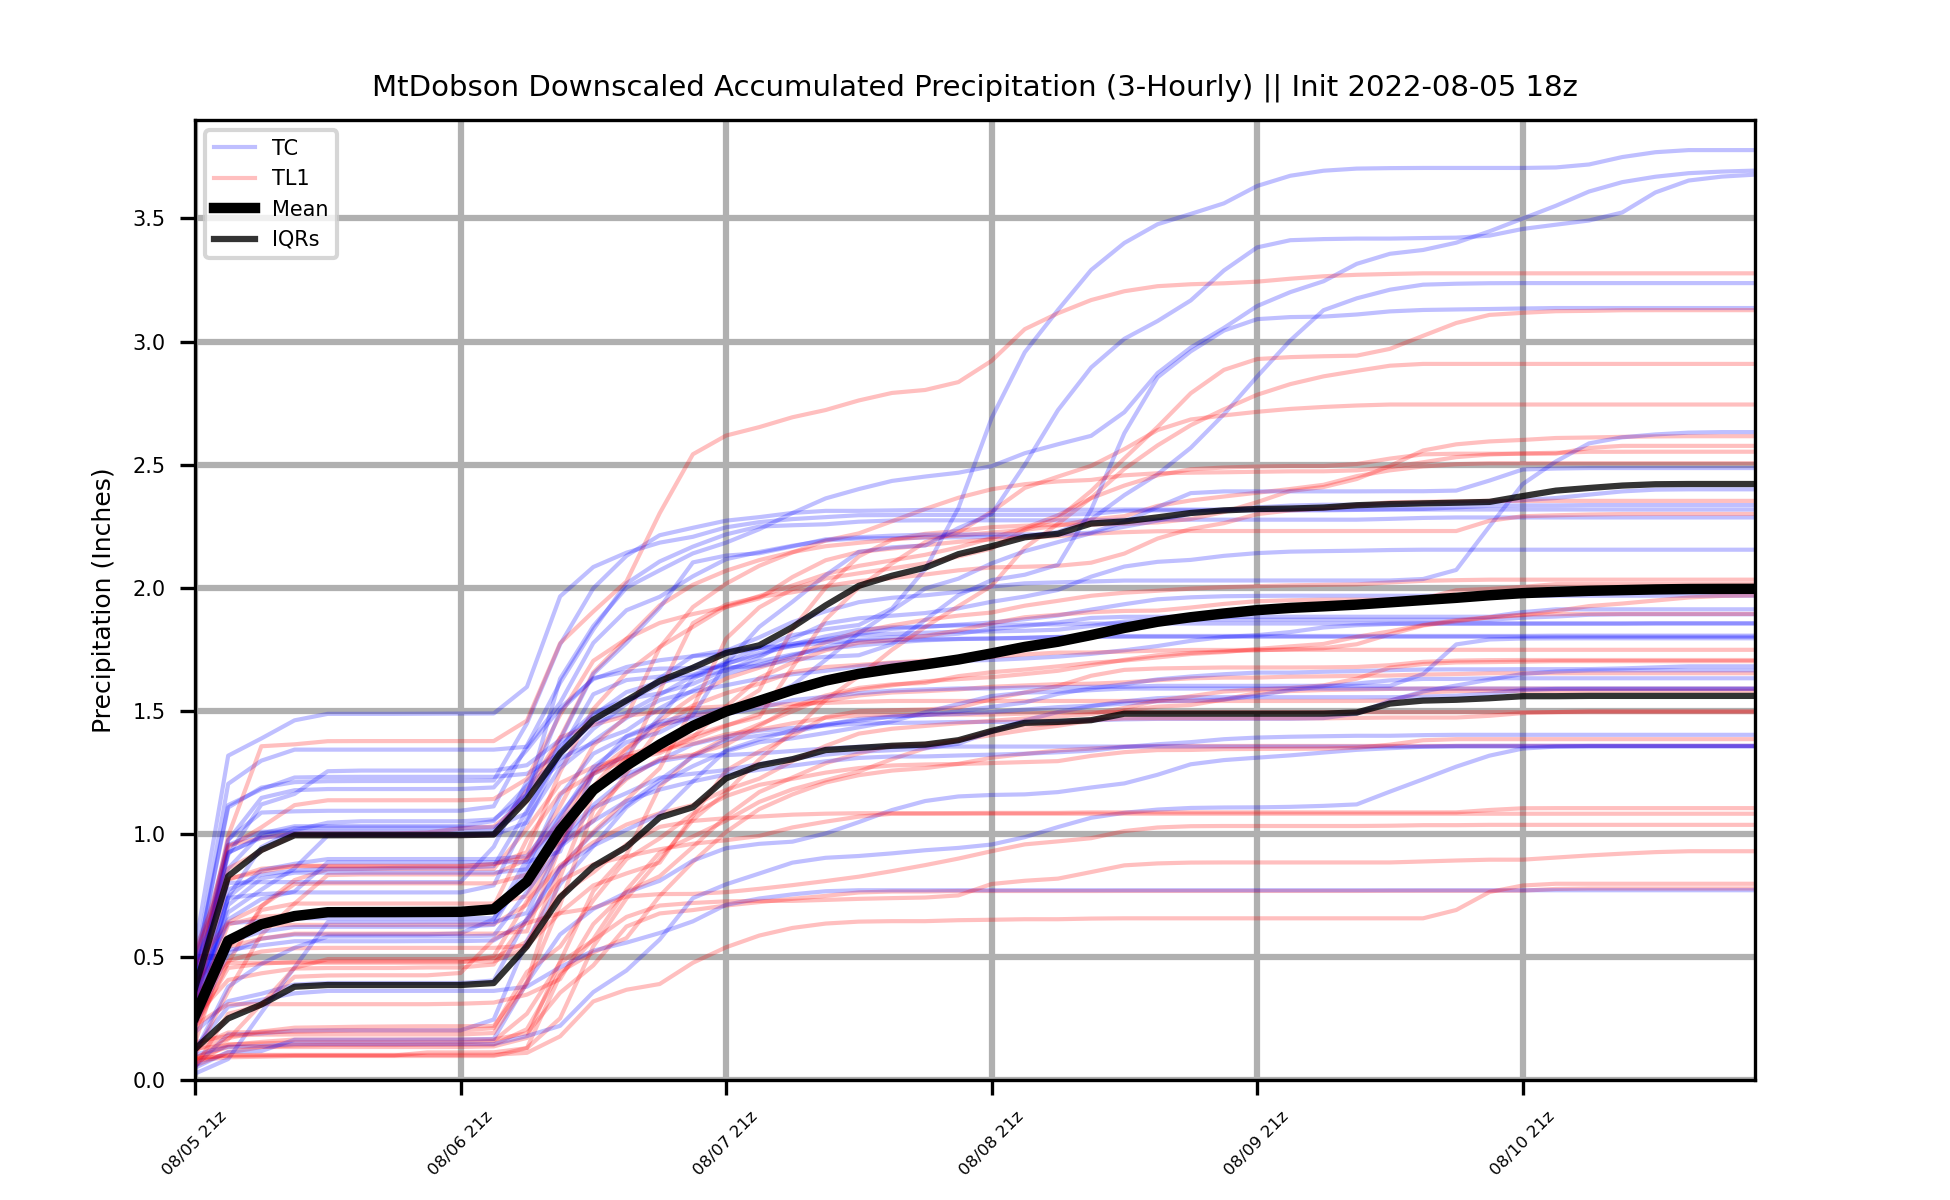 MtDobson Downscaled Accumulated Precipitation (3-Hourly) || Init 2022-08-05 18z
TC
TL1
Mean
IQRs
Precipitation (Inches)
3.5
3.0
2.5
2.0
1.5
1.0
0.5
0.0
08/05 21z
08/06 21z
08/07 21z
08/08 21z
08/09 21z
08/10 21z